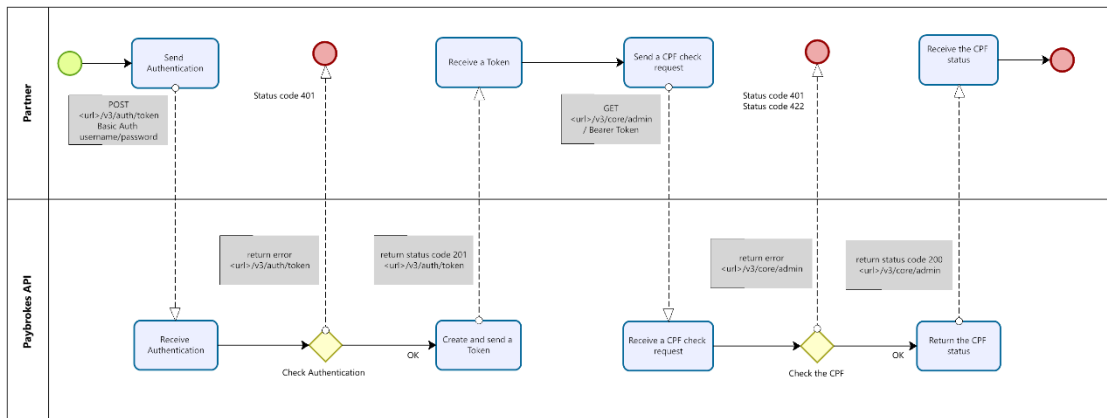 Partner
Send
Authentication
POST
<url>/v3/auth/token
Basic Auth
username/password
Status code 401
Receive a Token
Send a CPF check
request
GET
<url>/v3/core/admin
/ Bearer Token
Status code 401
Status code 422
Receive the CPF
status
Paybrokes API
return error
<url>/v3/auth/token
return status code 201
<url>/v3/auth/token
return error
<url>/v3/core/admin
return status code 200
<url>/v3/core/admin
Receive
Authentication
Check Authentication
OK
Create and send a
Token
Receive a CPF check
request
Check the CPF
OK
Return the CPF
status